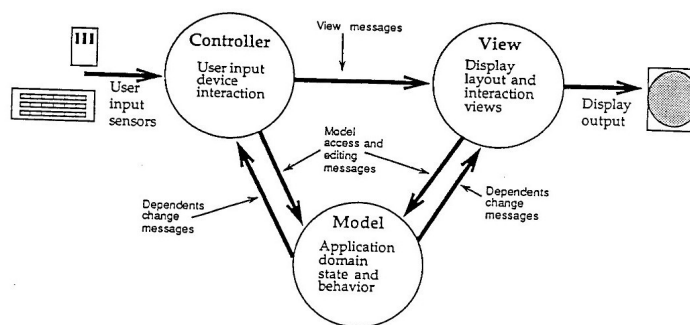 Controller
User input
device
interaction
View messages
View
Display
layout and
interaction
views
User
input
sensors
Display
output
Model
access and
editing
messages
Dependents
change
messages
Dependents
change
messages
Model
Application
domain
state and
behavior